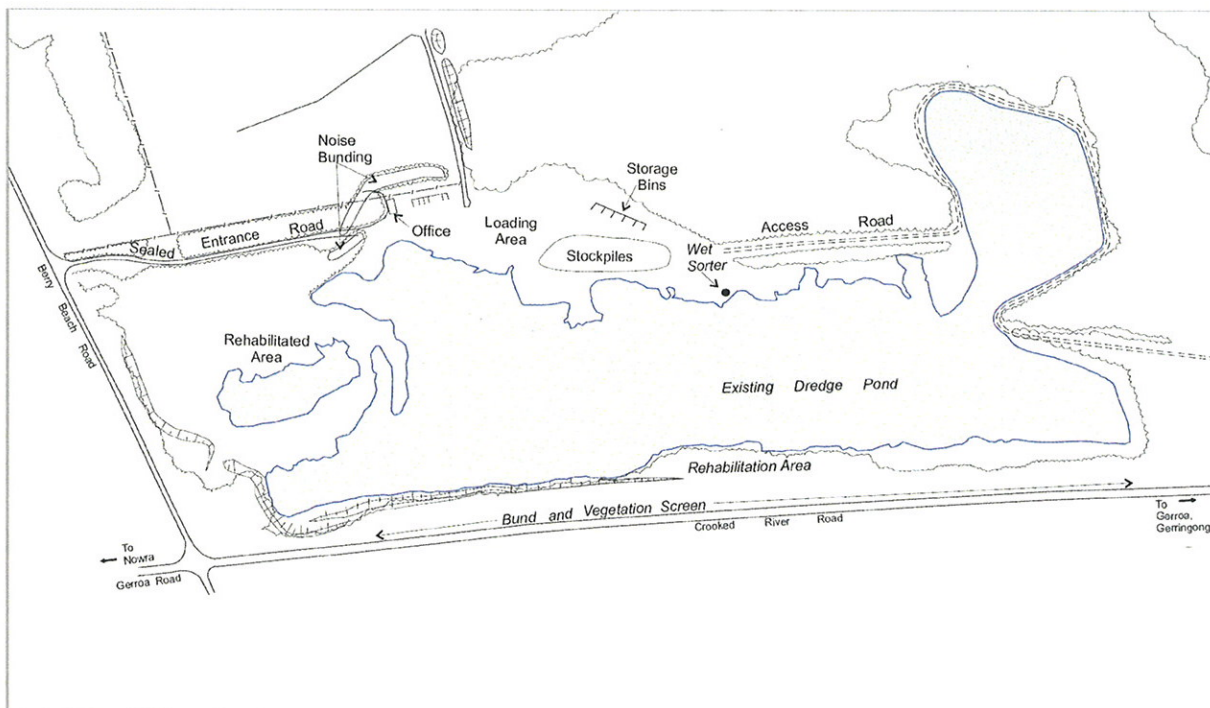 Noise
Bunding
Storage
Bins
Sealed Entrance Road
Office
Loading
Area
Access Road
Stockpiles
Wet
Sorter
Berry Beach Road
Rehabilitated
Area
Existing Dredge Pond
Rehabilitation Area
Bund and Vegetation Screen
Crooked River Road
To
Gerroa,
Gerringong
To
Nowra
Gerroa Road